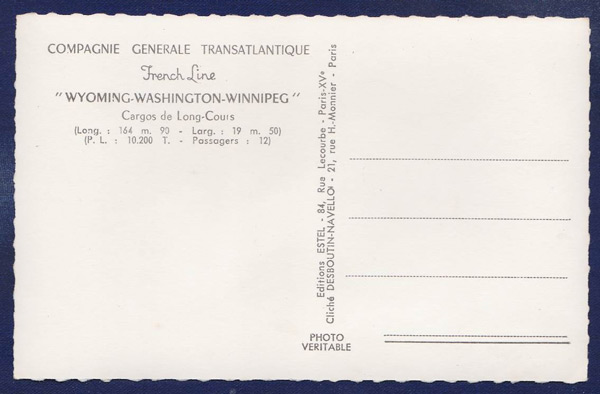 COMPAGNIE GENERALE TRANSATLANTIQUE
French Line
"WYOMING-WASHINGTON-WINNIPEG"
Cargos de Long-Cours
(Long. : 164 m. 90 - Larg. : 19 m. 50)
(P. L. : 10.200 T. - Passagers : 12)
Editions ESTEL - 84, Rue Lecourbe - Paris-XVe
Cliché DESBOUTIN-NAVELLO - 21, rue H.-Monnier - Paris
PHOTO
VERITABLE